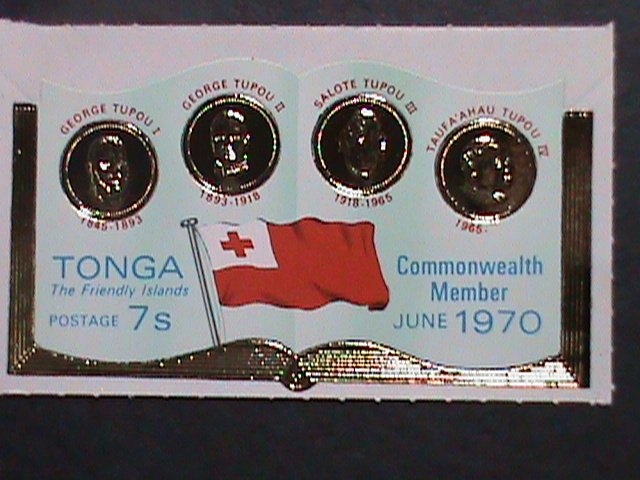 GEORGE TUPOU I
1845-1893
GEORGE TUPOU II
1893-1918
SALOTE TUPOU III
1918-1965
TAUFA'AHAU TUPOU IV
1965-
TONGA
The Friendly Islands
POSTAGE 7s
Commonwealth
Member
JUNE 1970